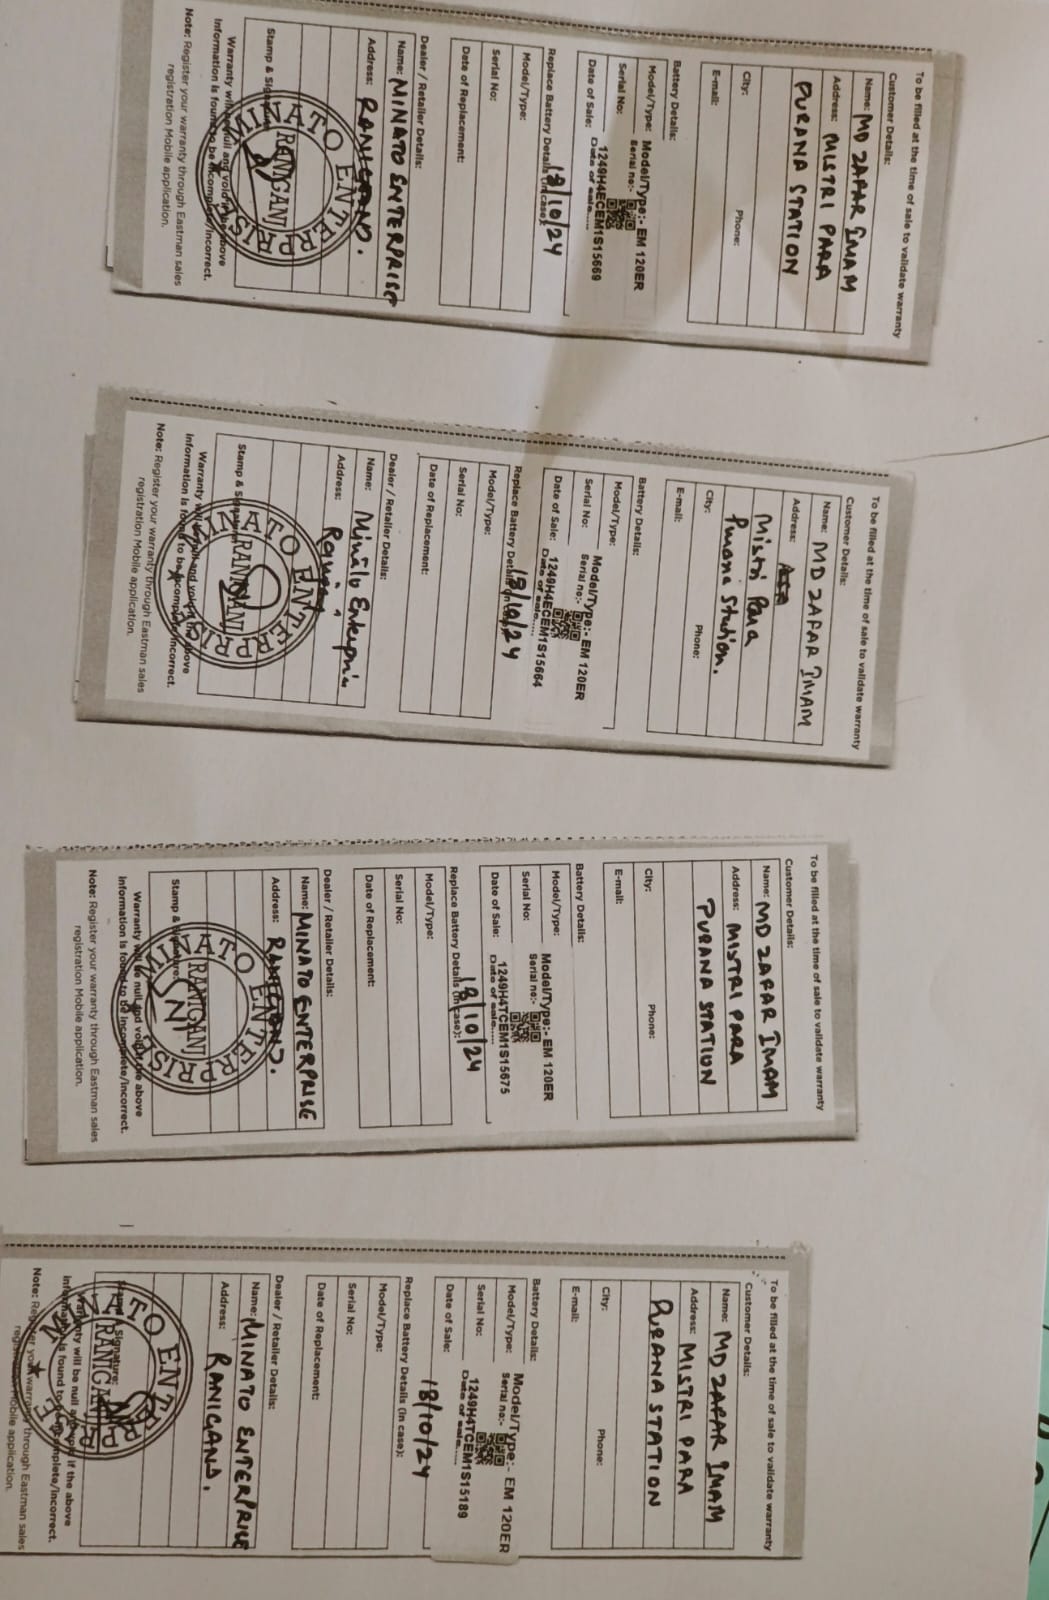 To be filled at the time of sale to validate warranty
Customer Details:
Name: MD ZAFAR IMAM
Address: MISTRI PARA
PURANA STATION
City: Phone:
E-mail:
Battery Details:
Model/Type: Model/Type:- EM 120ER
Serial no:-
Serial No:
1249H4ECEM1S15669
Date of Sale: Date of sale.....
18/10/24
Replace Battery Details (In case):
Model/Type:
Serial No:
Date of Replacement:
Dealer / Retailer Details:
Name: MINATO ENTERPRISE
Address: RANIGANJ.
MINATO ENTERPRISE
RANIGANJ
Stamp & Signature:
Warranty will be null and void if the above
information is found to be incomplete/incorrect.
Note: Register your warranty through Eastman sales
registration Mobile application.
To be filled at the time of sale to validate warranty
Customer Details:
Name: MD ZAFAR IMAM
Address:
Mistri Para
Purana Station.
City: Phone:
E-mail:
Battery Details:
Model/Type:
Model/Type:- EM 120ER
Serial No: Serial no:-
Date of Sale: 1249H4ECEM1S15664
Date of sale.....
18/10/24
Replace Battery Details (In case):
Model/Type:
Serial No:
Date of Replacement:
Dealer / Retailer Details:
Name: Minato Enterpri
Address:
MINATO ENTERPRISE
RANIGANJ
Stamp & Signature:
Warranty will be null and void if the above
information is found to be incomplete/incorrect.
Note: Register your warranty through Eastman sales
registration Mobile application.
To be filled at the time of sale to validate warranty
Customer Details:
Name: MD ZAFAR IMAM
Address: MISTRI PARA
PURANA STATION
City: Phone:
E-mail:
Battery Details:
Model/Type:
Model/Type:- EM 120ER
Serial No: Serial no:-
Date of Sale: 1249H4TCEM1S15675
Date of sale.....
18/10/24
Replace Battery Details (In case):
Model/Type:
Serial No:
Date of Replacement:
Dealer / Retailer Details:
Name: MINATO ENTERPRISE
Address: RANIGANJ.
MINATO ENTERPRISE
RANIGANJ
Stamp & Signature:
Warranty will be null and void if the above
information is found to be incomplete/incorrect.
Note: Register your warranty through Eastman sales
registration Mobile application.
To be filled at the time of sale to validate warranty
Customer Details:
Name: MD ZAFAR IMAM
Address: MISTRI PARA
PURANA STATION
City: Phone:
E-mail:
Battery Details:
Model/Type: Model/Type:- EM 120ER
Serial no:-
Serial No: 1249H4TCEM1S15189
Date of sale.....
Date of Sale:
18/10/24
Replace Battery Details (In case):
Model/Type:
Serial No:
Date of Replacement:
Dealer / Retailer Details:
Name: MINATO ENTERPRISE
Address: RANIGANJ.
MINATO ENTERPRISE
RANIGANJ
Stamp & Signature:
Warranty will be null and void if the above
information is found to be incomplete/incorrect.
Note: Register your warranty through Eastman sales
registration Mobile application.